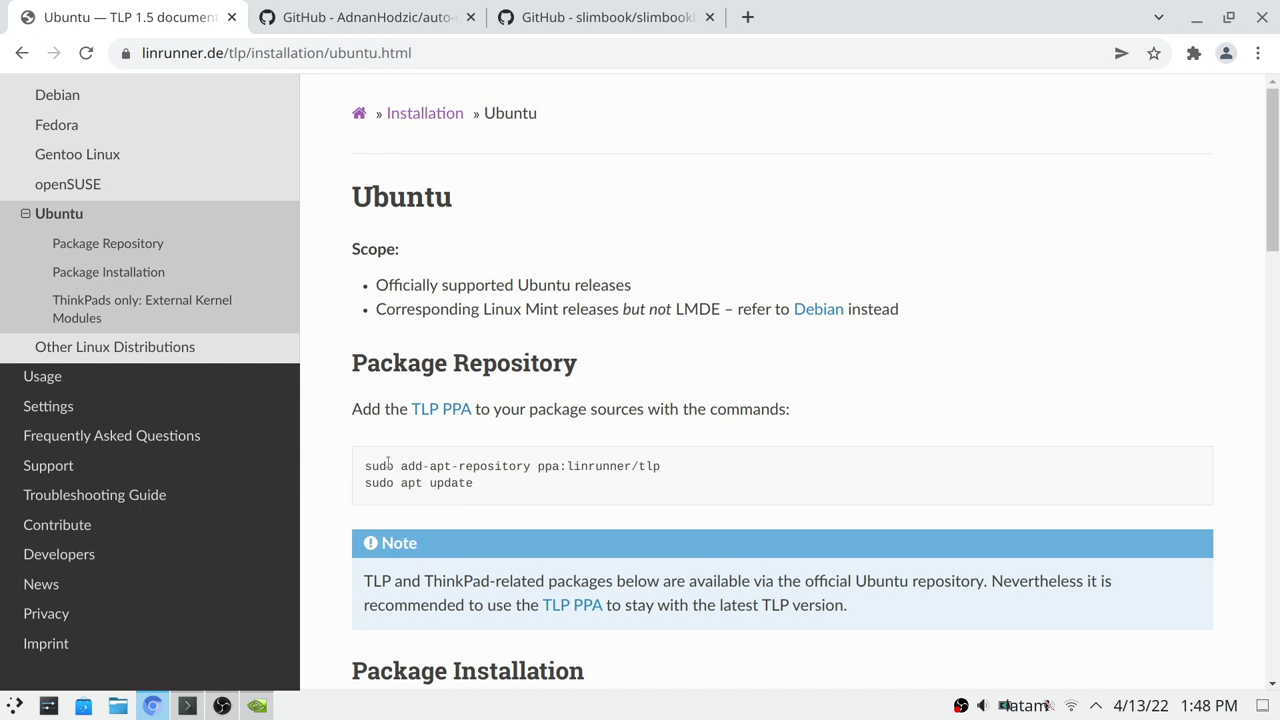 Ubuntu — TLP 1.5 document
GitHub - AdnanHodzic/auto-
GitHub - slimbook/slimbook
linrunner.de/tlp/installation/ubuntu.html
Debian
Fedora
Gentoo Linux
openSUSE
Ubuntu
Package Repository
Package Installation
ThinkPads only: External Kernel
Modules
Other Linux Distributions
Usage
Settings
Frequently Asked Questions
Support
Troubleshooting Guide
Contribute
Developers
News
Privacy
Imprint
» Installation » Ubuntu
Ubuntu
Scope:
• Officially supported Ubuntu releases
• Corresponding Linux Mint releases but not LMDE – refer to Debian instead
Package Repository
Add the TLP PPA to your package sources with the commands:
sudo add-apt-repository ppa:linrunner/tlp
sudo apt update
Note
TLP and ThinkPad-related packages below are available via the official Ubuntu repository. Nevertheless it is
recommended to use the TLP PPA to stay with the latest TLP version.
Package Installation
latam 4/13/22 1:48 PM